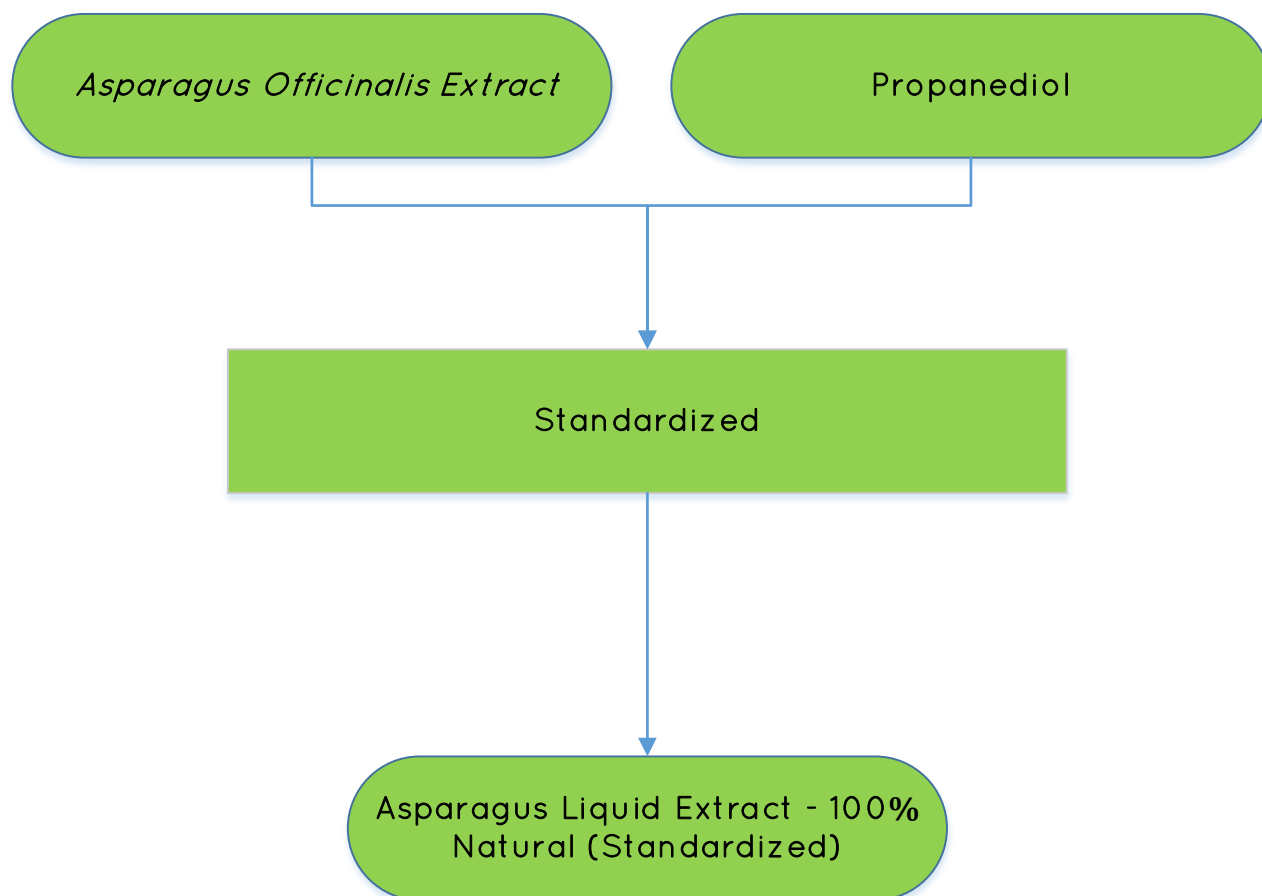 Asparagus Officinalis Extract
Propanediol
Standardized
Asparagus Liquid Extract - 100%
Natural (Standardized)